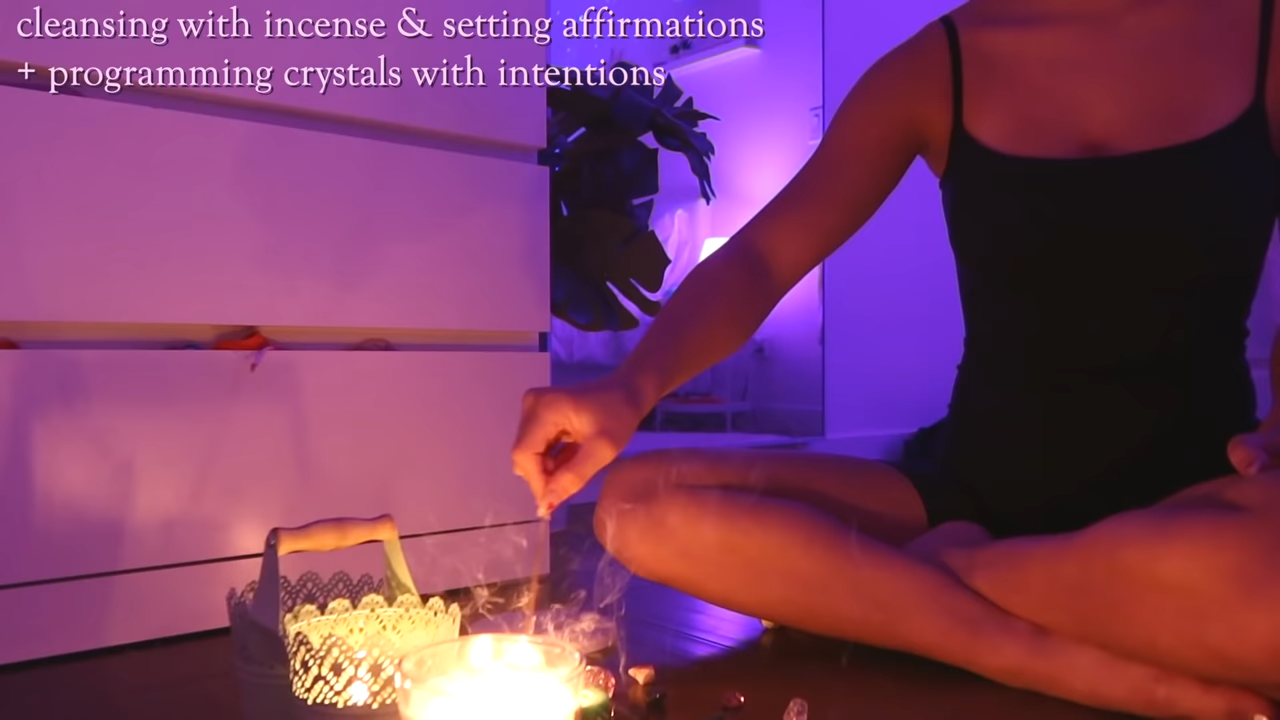 cleansing with incense & setting affirmations
+ programming crystals with intentions